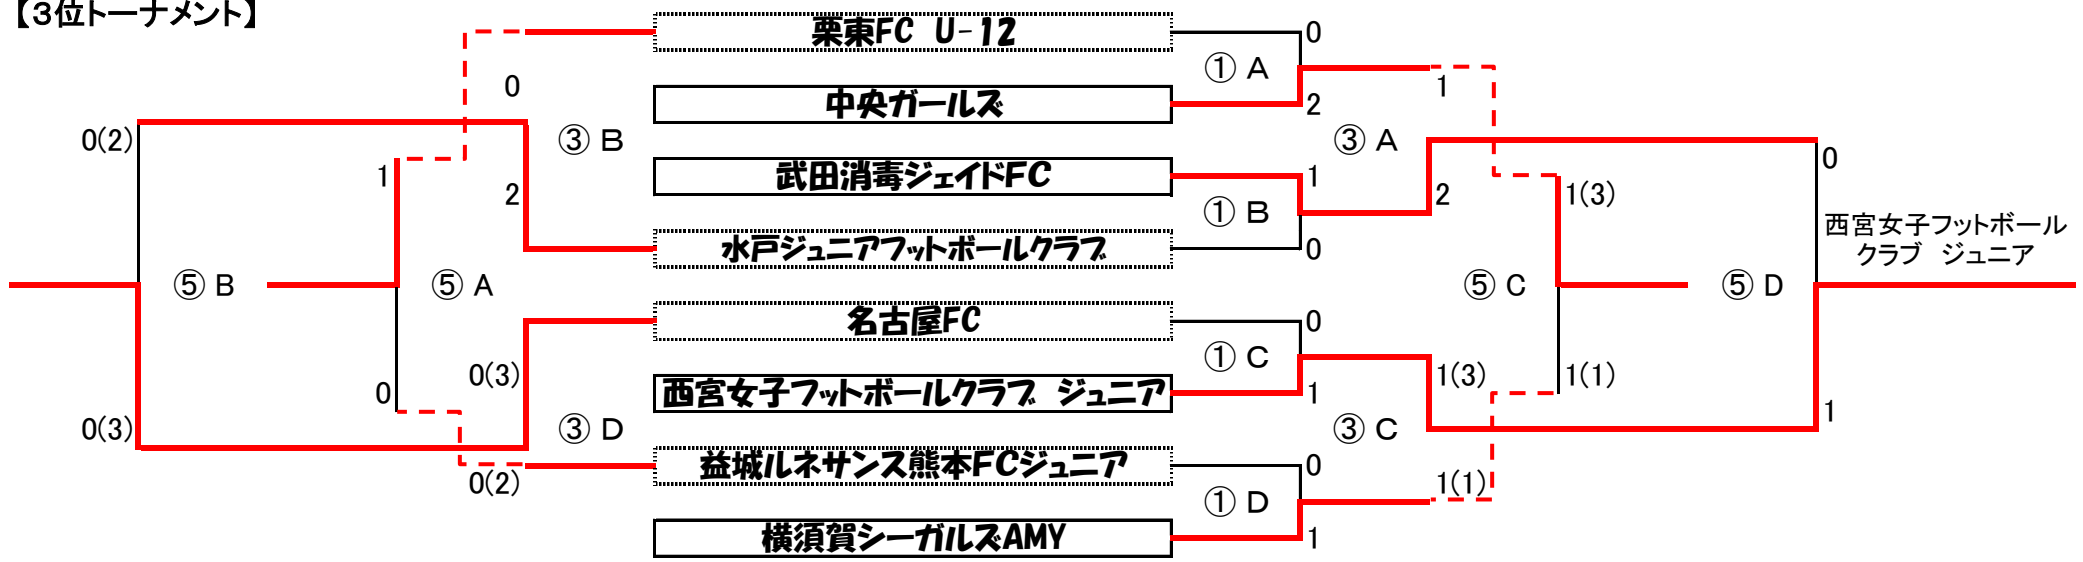 【3位トーナメント】
栗東FC U-12
0
① A
0
1
中央ガールズ
2
0(2)
③ B
③ A
0
武田消毒ジェイドFC
1
1
2
2
1(3)
① B
水戸ジュニアフットボールクラブ
0
西宮女子フットボール
クラブ ジュニア
⑤ B
⑤ A
⑤ C
⑤ D
名古屋FC
0
① C
0(3)
1(3)
1(1)
西宮女子フットボールクラブ ジュニア
1
0
1
0(3)
③ D
③ C
益城ルネサンス熊本FCジュニア
0
0(2)
1(1)
① D
横須賀シーガルズAMY
1